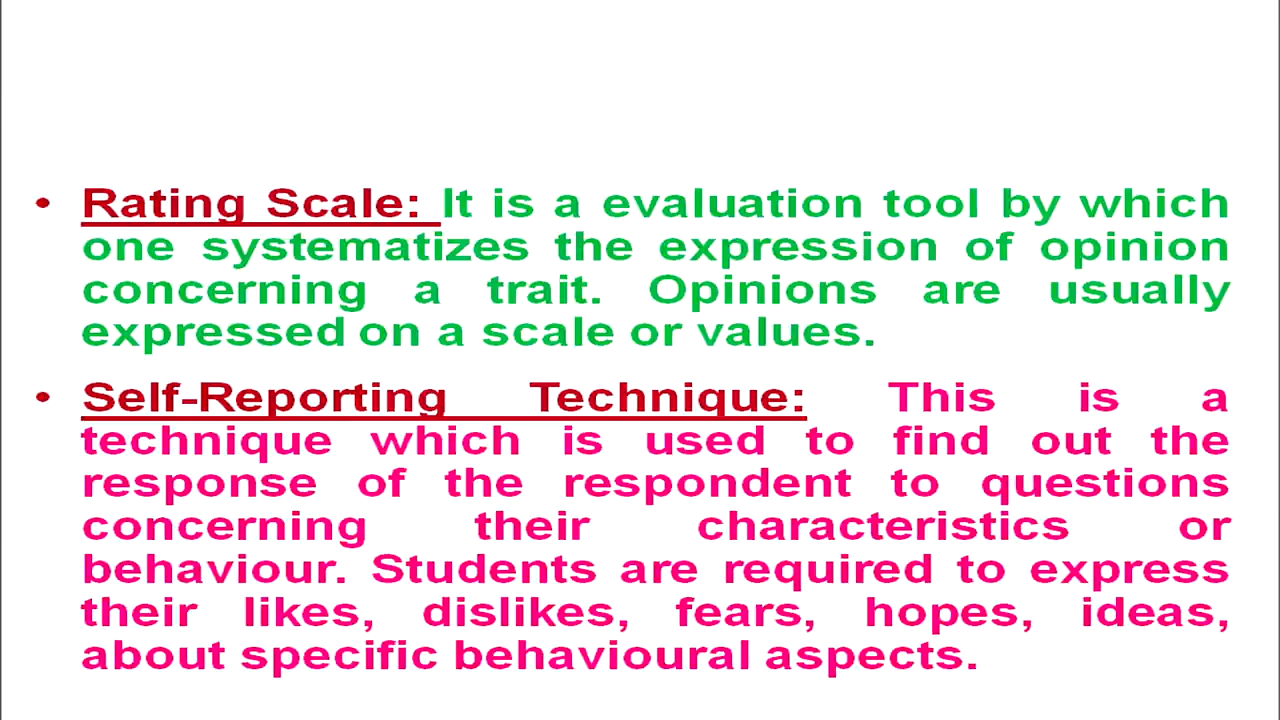 • Rating Scale: It is a evaluation tool by which
one systematizes the expression of opinion
concerning a trait. Opinions are usually
expressed on a scale or values.
• Self-Reporting Technique: This is a
technique which is used to find out the
response of the respondent to questions
concerning their characteristics or
behaviour. Students are required to express
their likes, dislikes, fears, hopes, ideas,
about specific behavioural aspects.